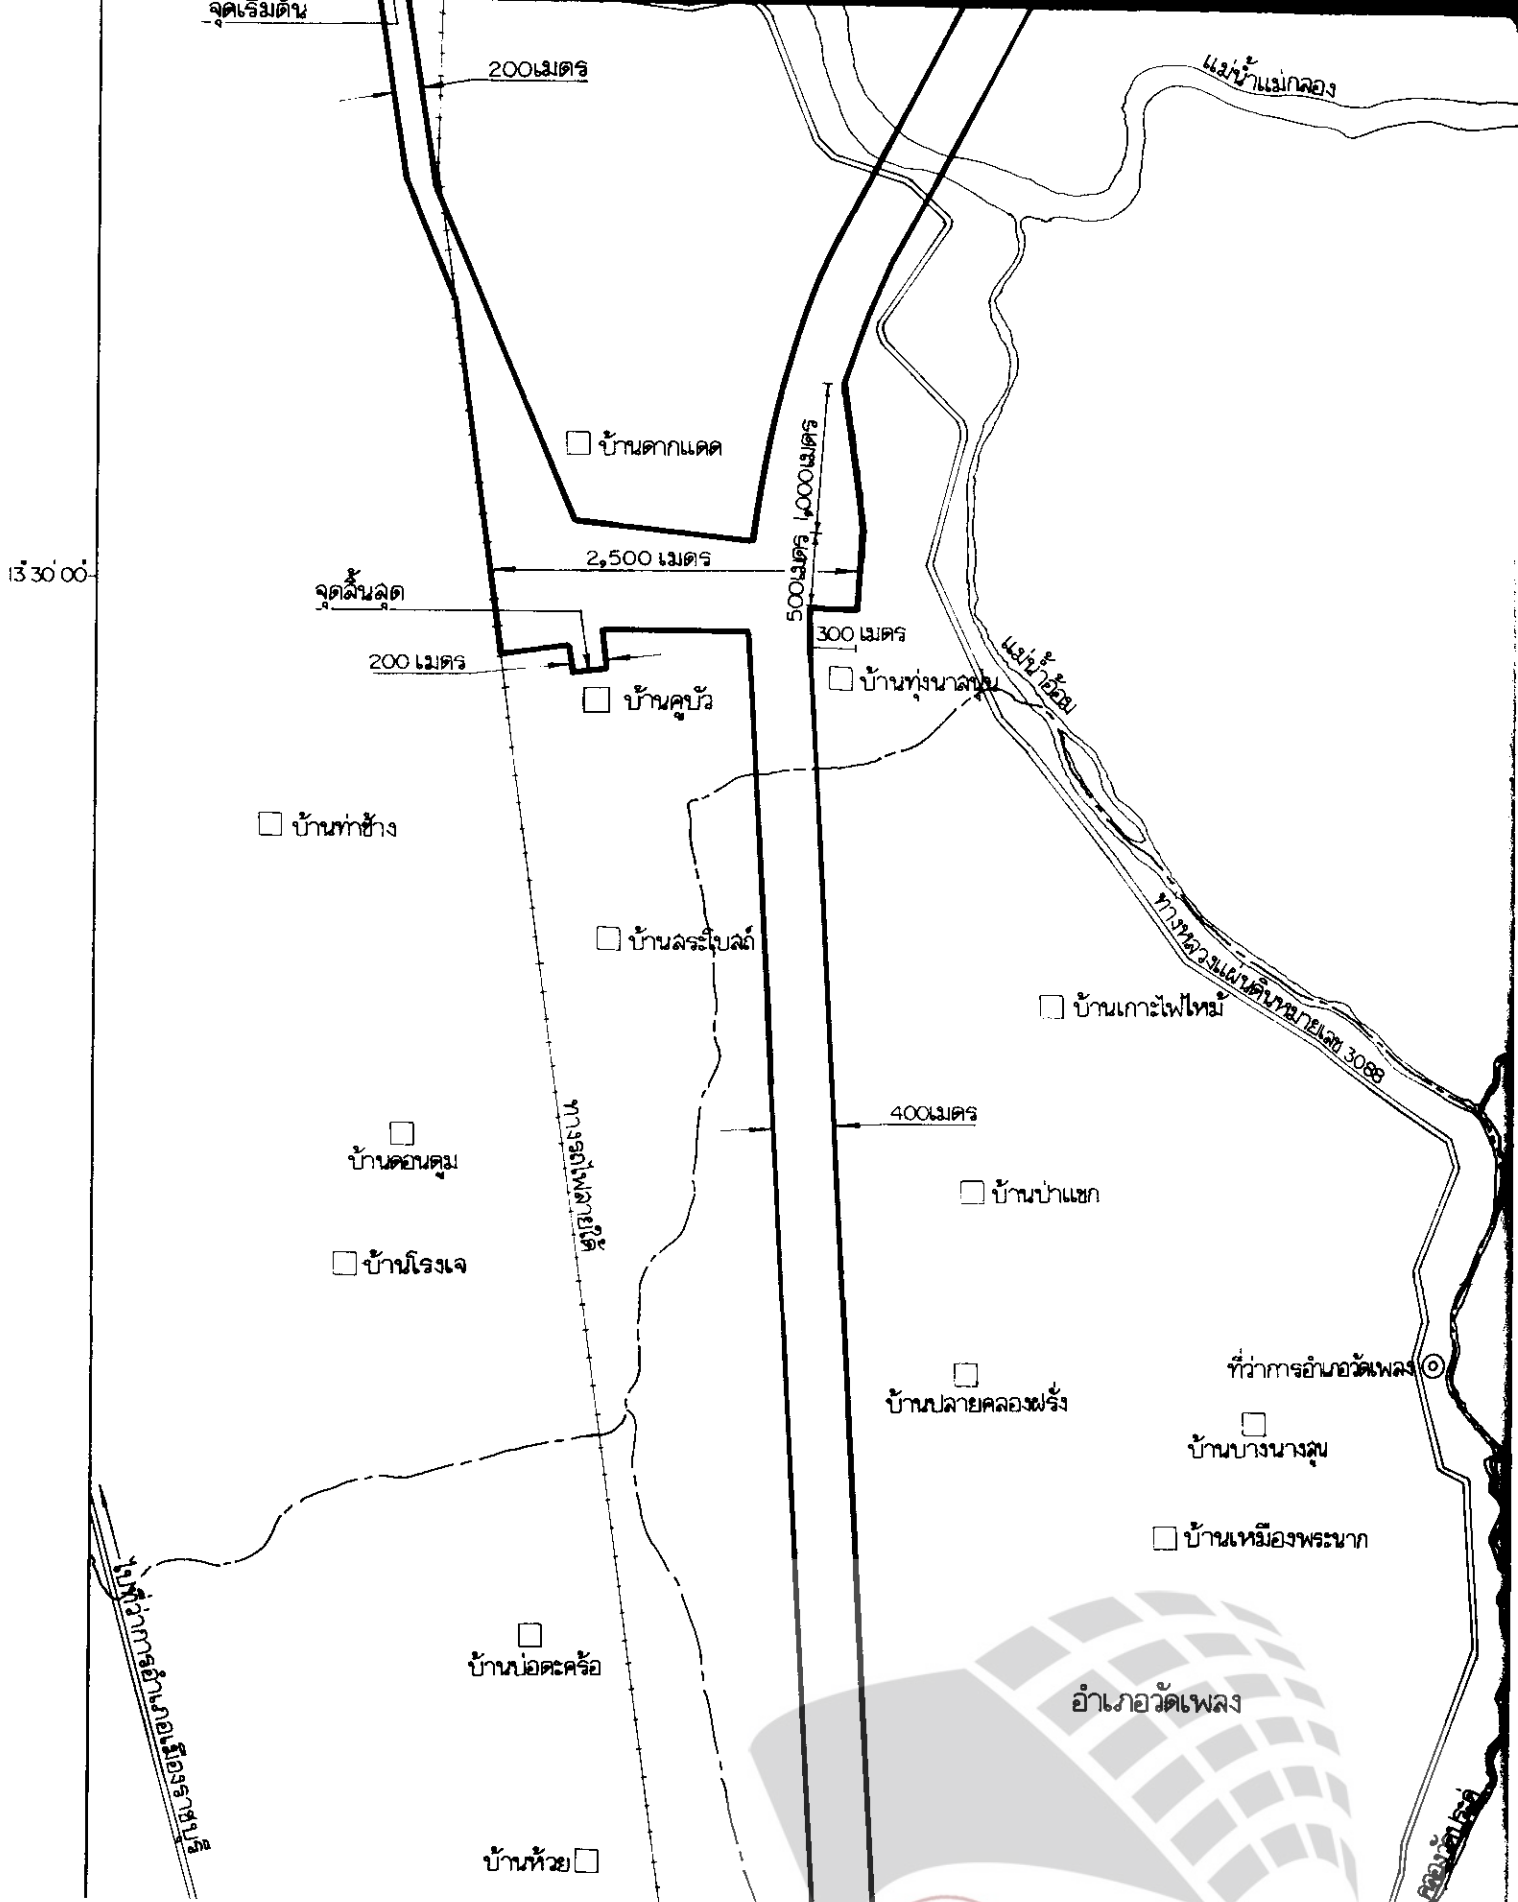 จุดเริ่มต้น
200เมตร
แม่น้ำแม่กลอง
บ้านตากแดด
1,000เมตร
500เมตร
2,500 เมตร
13°30'00"
จุดสิ้นสุด
300 เมตร
200 เมตร
บ้านทุ่งนาสมุน
แม่น้ำอ้อม
บ้านคูบัว
บ้านท่าช้าง
บ้านสระโบสถ์
ทางหลวงแผ่นดินหมายเลข 3088
บ้านเกาะไฟไหม้
400เมตร
ทางรถไฟสายใต้
บ้านดอนตูม
บ้านป่าแขก
บ้านโรงเจ
ที่ว่าการอำเภอวัดเพลง
บ้านปลายคลองฝรั่ง
บ้านบางนางสูน
บ้านเหมืองพระนาก
ไปที่ว่าการอำเภอเมืองราชบุรี
บ้านบ่อตะคร้อ
อำเภอวัดเพลง
คลองวัดประดู่
บ้านห้วย